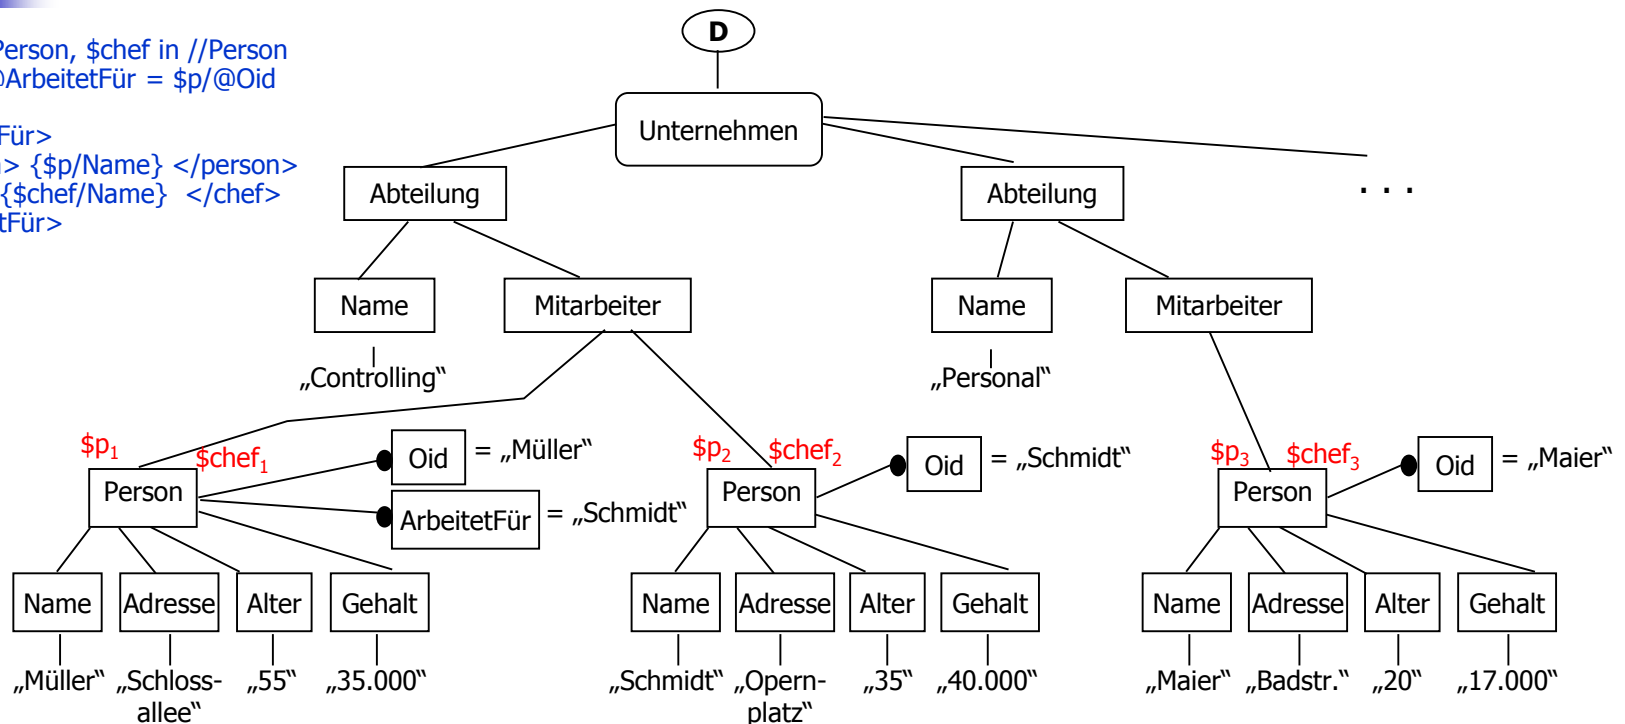 Person, $chef in //Person
@ArbeitetFür = $p/@Oid
Für>
> {$p/Name} </person>
{$chef/Name} </chef>
tFür>
D
Unternehmen
Abteilung
Abteilung
. . .
Name
Mitarbeiter
Name
Mitarbeiter
„Controlling“
„Personal“
$p1 $chef1
Oid = „Müller“
$p2 $chef2
Oid = „Schmidt“
$p3 $chef3
Oid = „Maier“
Person
ArbeitetFür = „Schmidt“
Person
Person
Name Adresse Alter Gehalt
Name Adresse Alter Gehalt
Name Adresse Alter Gehalt
„Müller“ „Schloss-
allee“
„55“ „35.000“
„Schmidt“ „Opern-
platz“
„35“ „40.000“
„Maier“ „Badstr.“ „20“ „17.000“